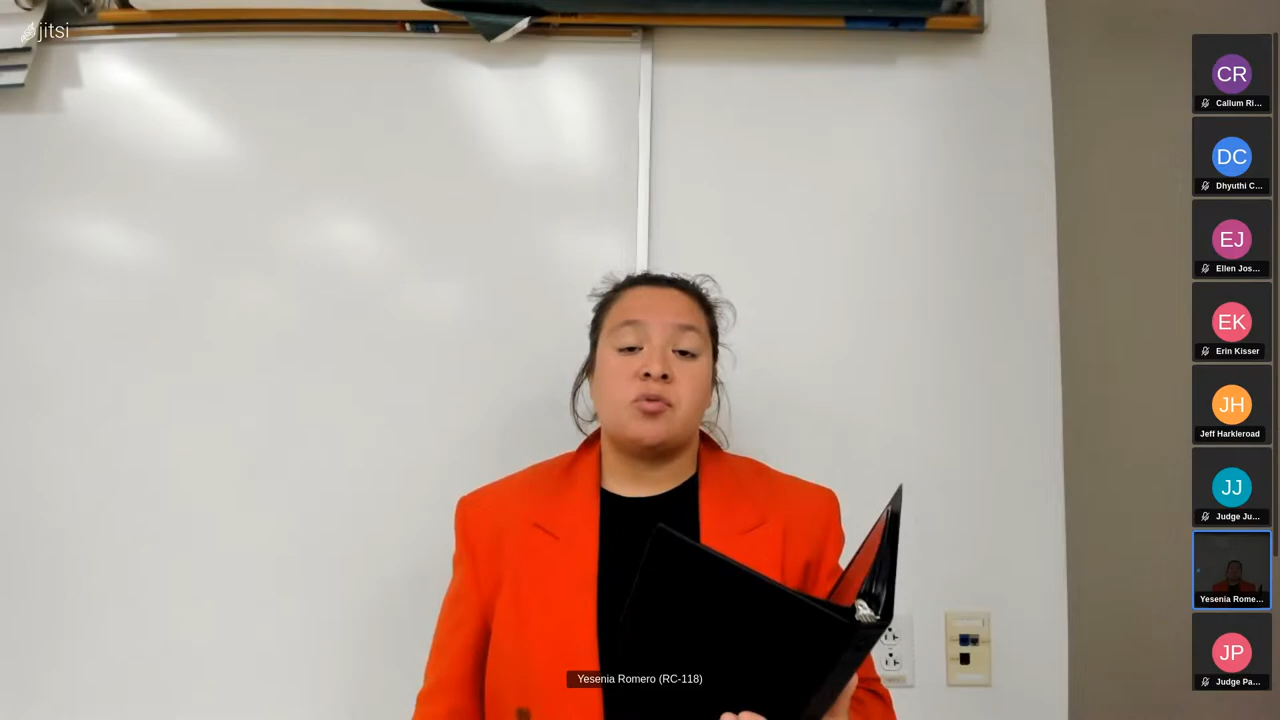 jitsi
CR
Callum Ri...
DC
Dhyuthi C...
EJ
Ellen Jos...
EK
Erin Kisser
JH
Jeff Harkleroad
JJ
Judge Ju...
Yesenia Rome...
JP
Judge Pa...
Yesenia Romero (RC-118)